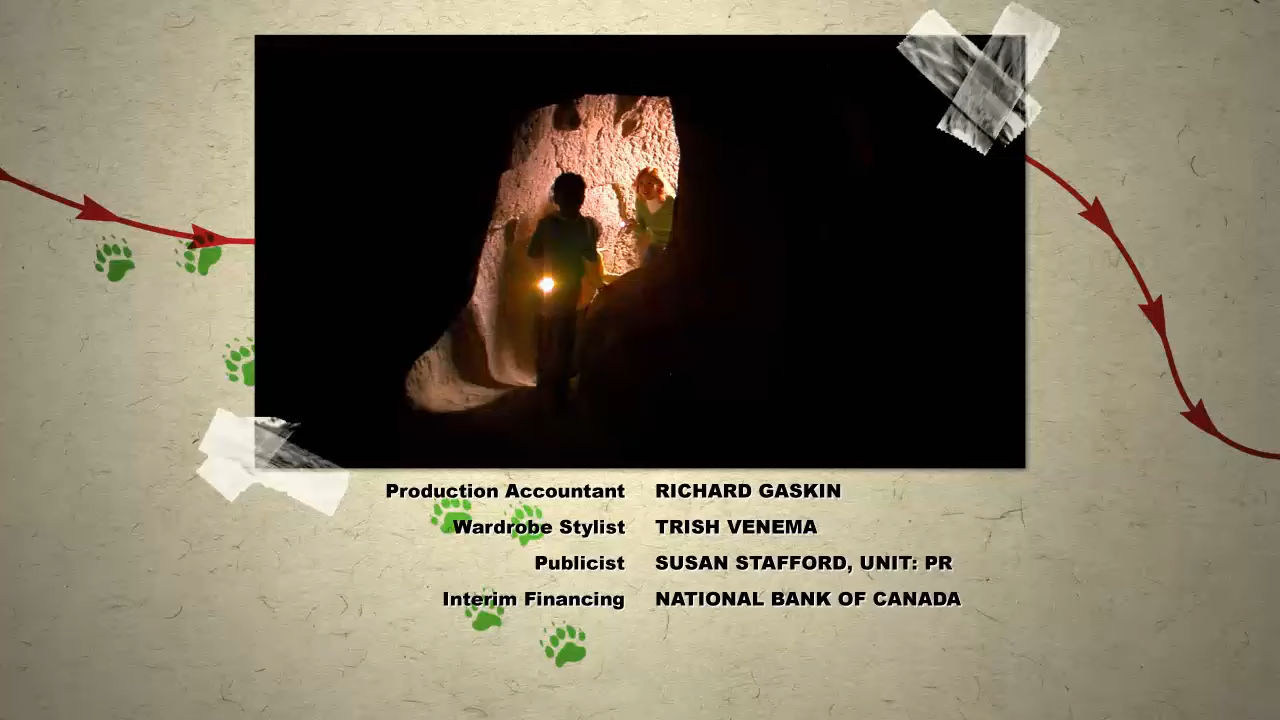 Production Accountant RICHARD GASKIN
Wardrobe Stylist TRISH VENEMA
Publicist SUSAN STAFFORD, UNIT: PR
Interim Financing NATIONAL BANK OF CANADA